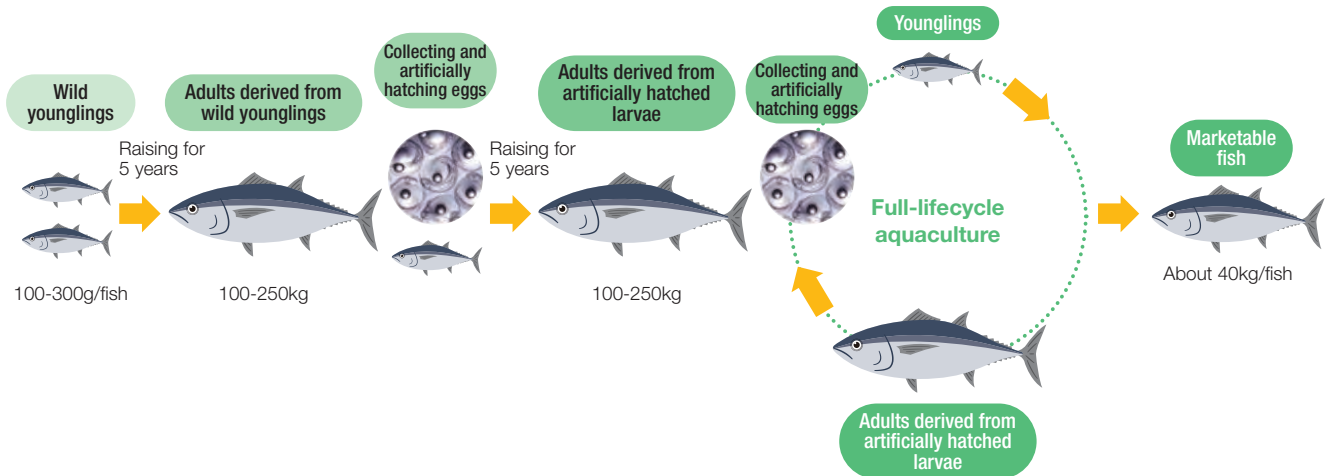 Wild
younglings
100-300g/fish
Raising for
5 years
Adults derived from
wild younglings
100-250kg
Collecting and
artificially
hatching eggs
Raising for
5 years
Adults derived from
artificially hatched
larvae
100-250kg
Collecting and
artificially
hatching eggs
Younglings
Full-lifecycle
aquaculture
Adults derived from
artificially hatched
larvae
Marketable
fish
About 40kg/fish